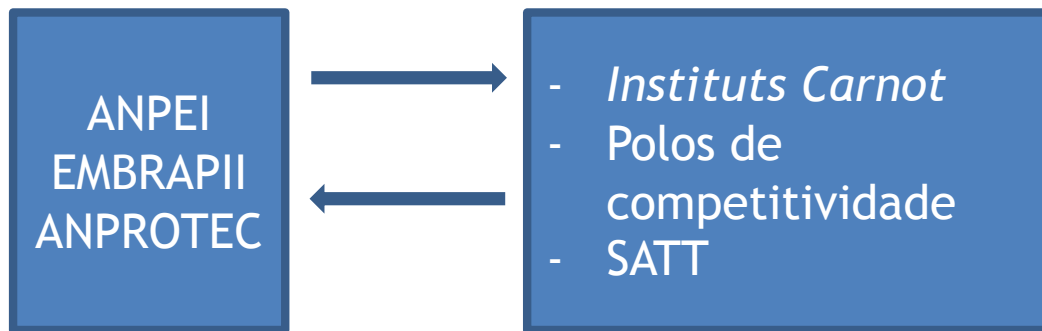 ANPEI
EMBRAPII
ANPROTEC
- Instituts Carnot
- Polos de
competitividade
- SATT